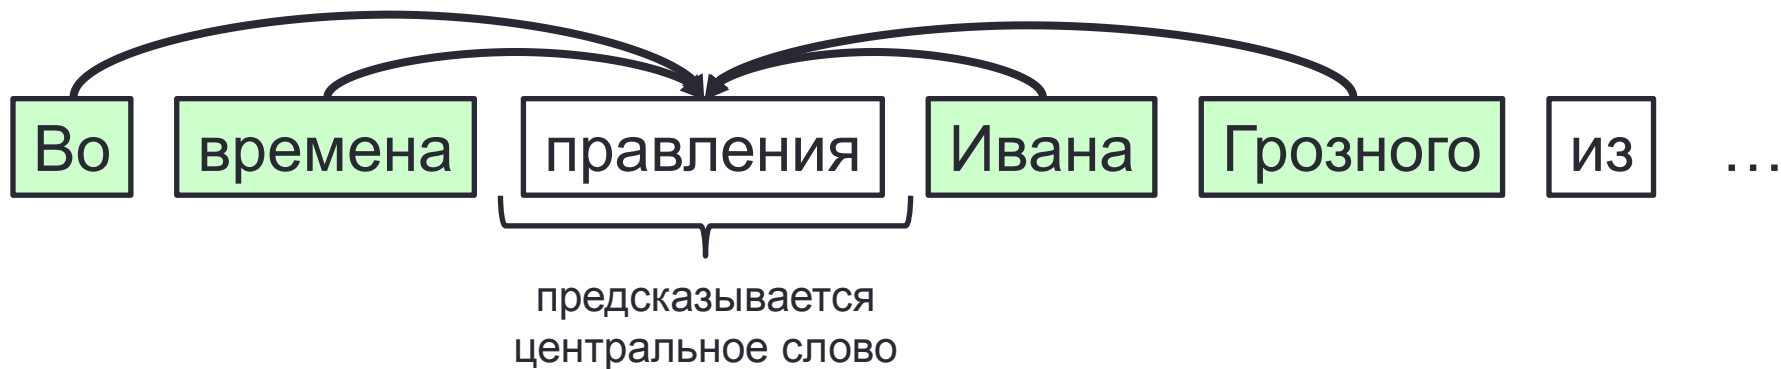 Во времена правления Ивана Грозного из …
предсказывается
центральное слово